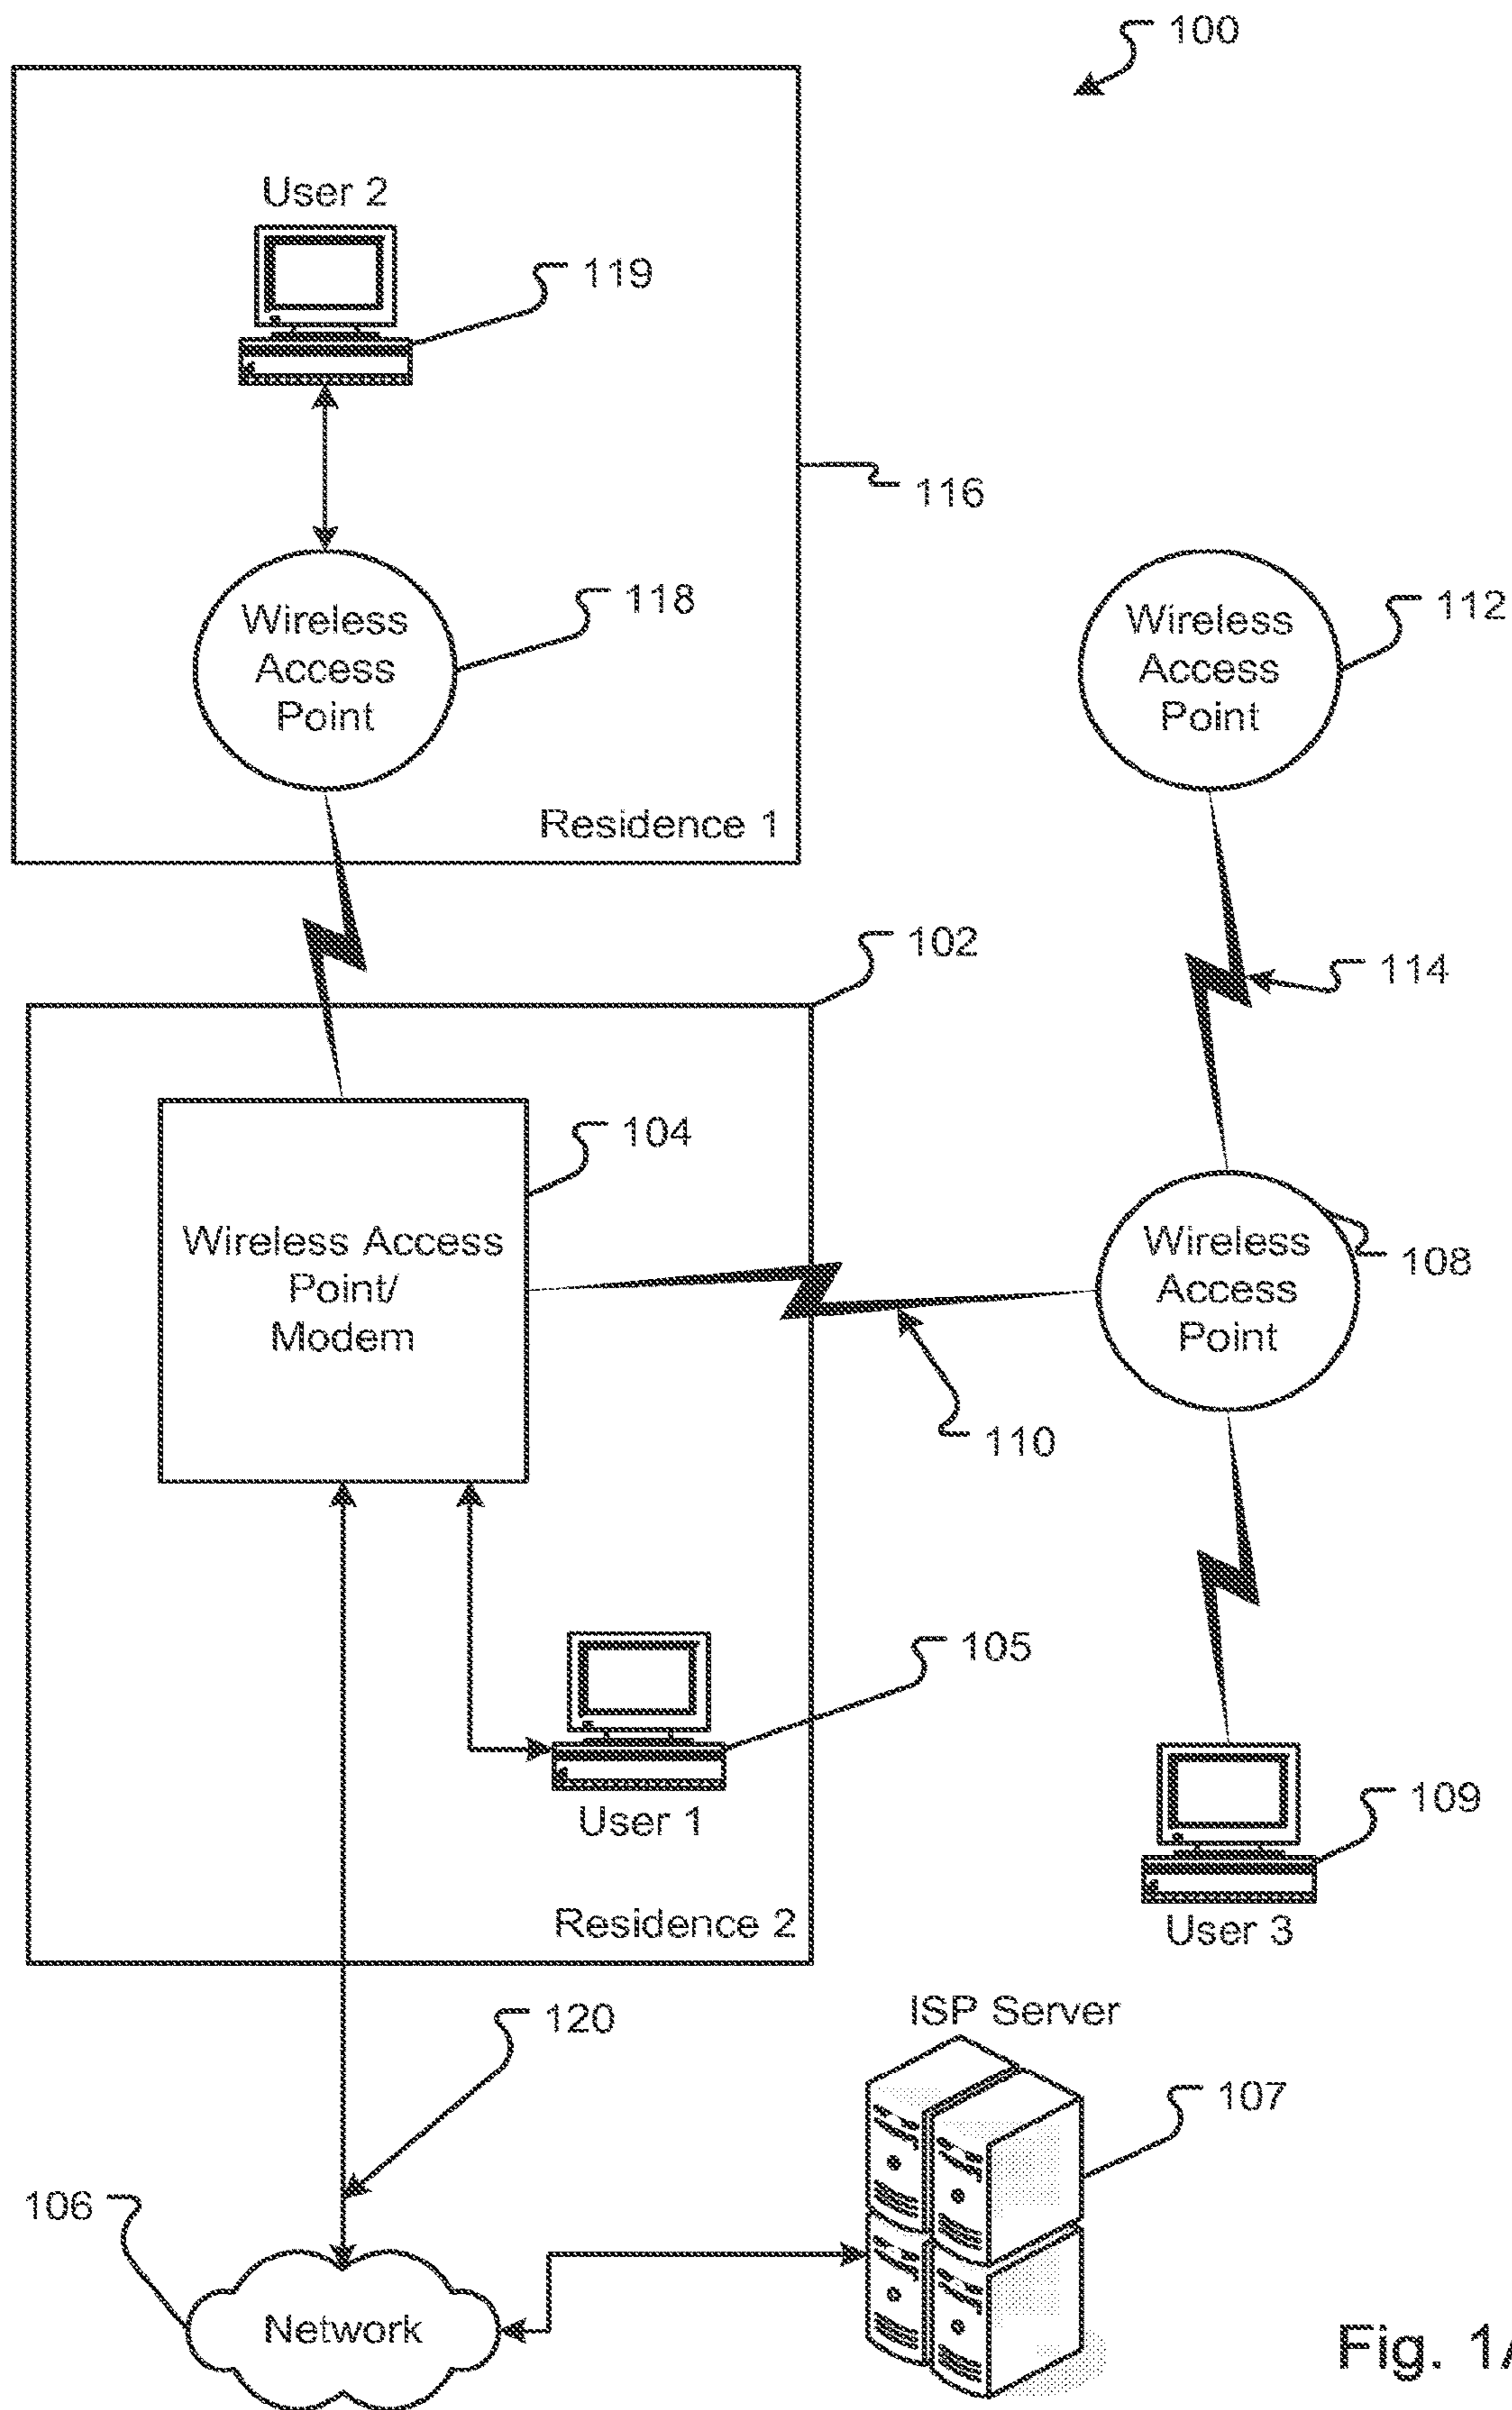 100
User 2
119
116
Wireless
Access
Point
118
Wireless
Access
Point
112
Residence 1
102
114
104
Wireless Access
Point/
Modem
Wireless
Access
Point
108
110
105
User 1
109
User 3
Residence 2
ISP Server
120
107
106
Network
Fig. 1